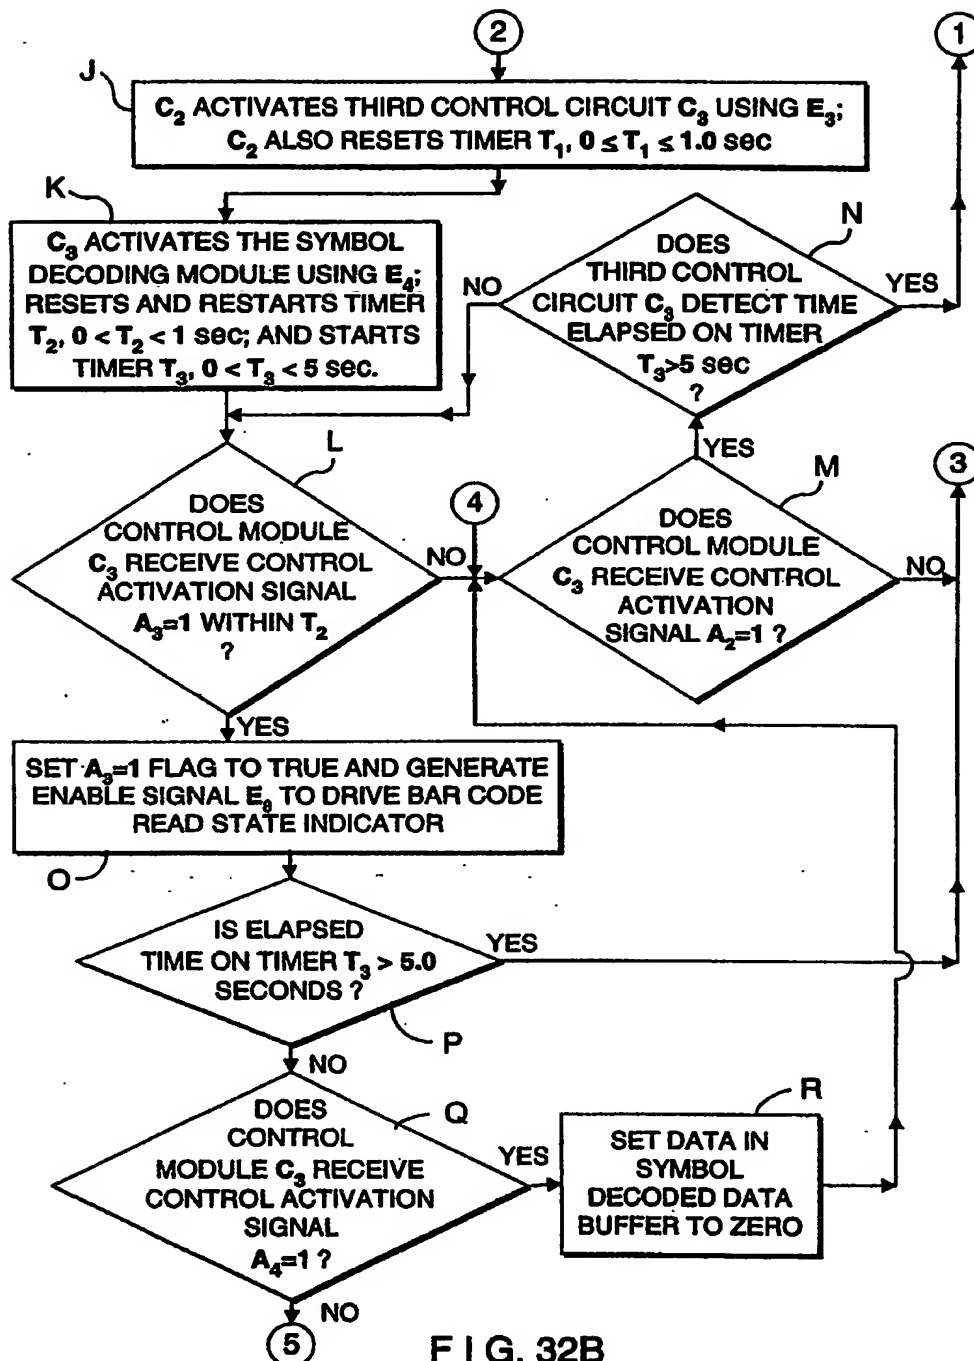 2
1
J
C₂ ACTIVATES THIRD CONTROL CIRCUIT C₃ USING E₃;
C₂ ALSO RESETS TIMER T₁, 0 ≤ T₁ ≤ 1.0 sec
K
C₃ ACTIVATES THE SYMBOL
DECODING MODULE USING E₄;
RESETS AND RESTARTS TIMER
T₂, 0 < T₂ < 1 sec; AND STARTS
TIMER T₃, 0 < T₃ < 5 sec.
N
DOES
THIRD CONTROL
CIRCUIT C₃ DETECT TIME
ELAPSED ON TIMER
T₃>5 sec
?
NO
YES
YES
L
DOES
CONTROL MODULE
C₃ RECEIVE CONTROL
ACTIVATION SIGNAL
A₃=1 WITHIN T₂
?
NO
YES
4
M
DOES
CONTROL MODULE
C₃ RECEIVE CONTROL
ACTIVATION
SIGNAL A₂=1 ?
NO
3
SET A₃=1 FLAG TO TRUE AND GENERATE
ENABLE SIGNAL E₈ TO DRIVE BAR CODE
READ STATE INDICATOR
O
IS ELAPSED
TIME ON TIMER T₃ > 5.0
SECONDS ?
YES
P
NO
DOES
CONTROL
MODULE C₃ RECEIVE
CONTROL ACTIVATION
SIGNAL
A₄=1 ?
Q
YES
R
SET DATA IN
SYMBOL
DECODED DATA
BUFFER TO ZERO
NO
5
FIG. 32B